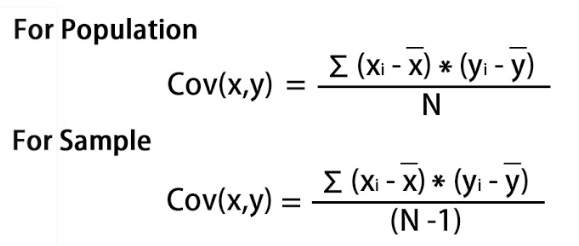 For Population
Cov(x,y) = Σ (xi - x̅) * (yi - y̅) / N
For Sample
Cov(x,y) = Σ (xi - x̅) * (yi - y̅) / (N -1)